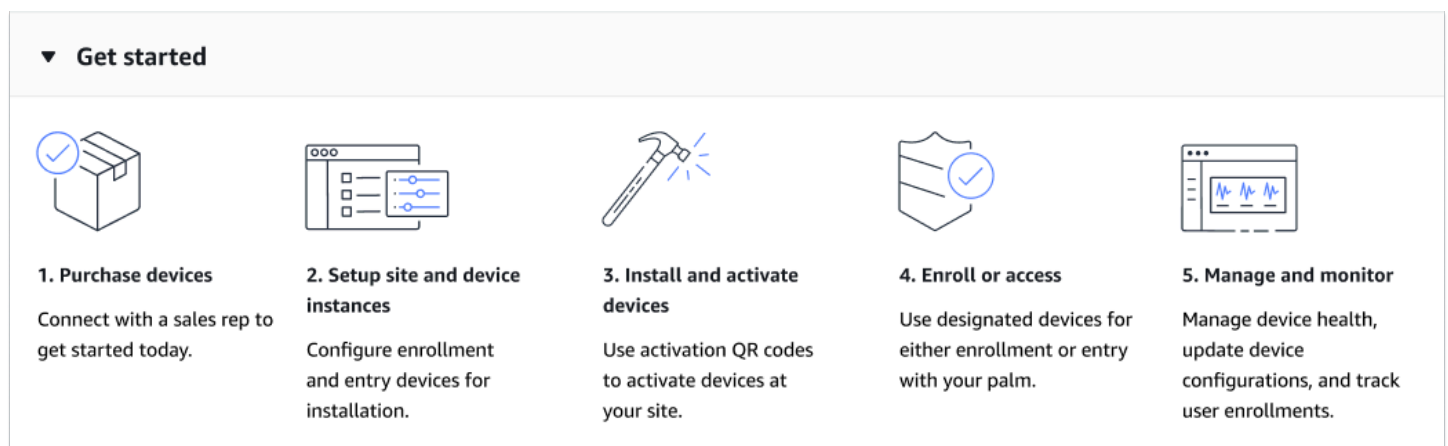 Get started
1. Purchase devices
Connect with a sales rep to
get started today.
2. Setup site and device
instances
Configure enrollment
and entry devices for
installation.
3. Install and activate
devices
Use activation QR codes
to activate devices at
your site.
4. Enroll or access
Use designated devices for
either enrollment or entry
with your palm.
5. Manage and monitor
Manage device health,
update device
configurations, and track
user enrollments.